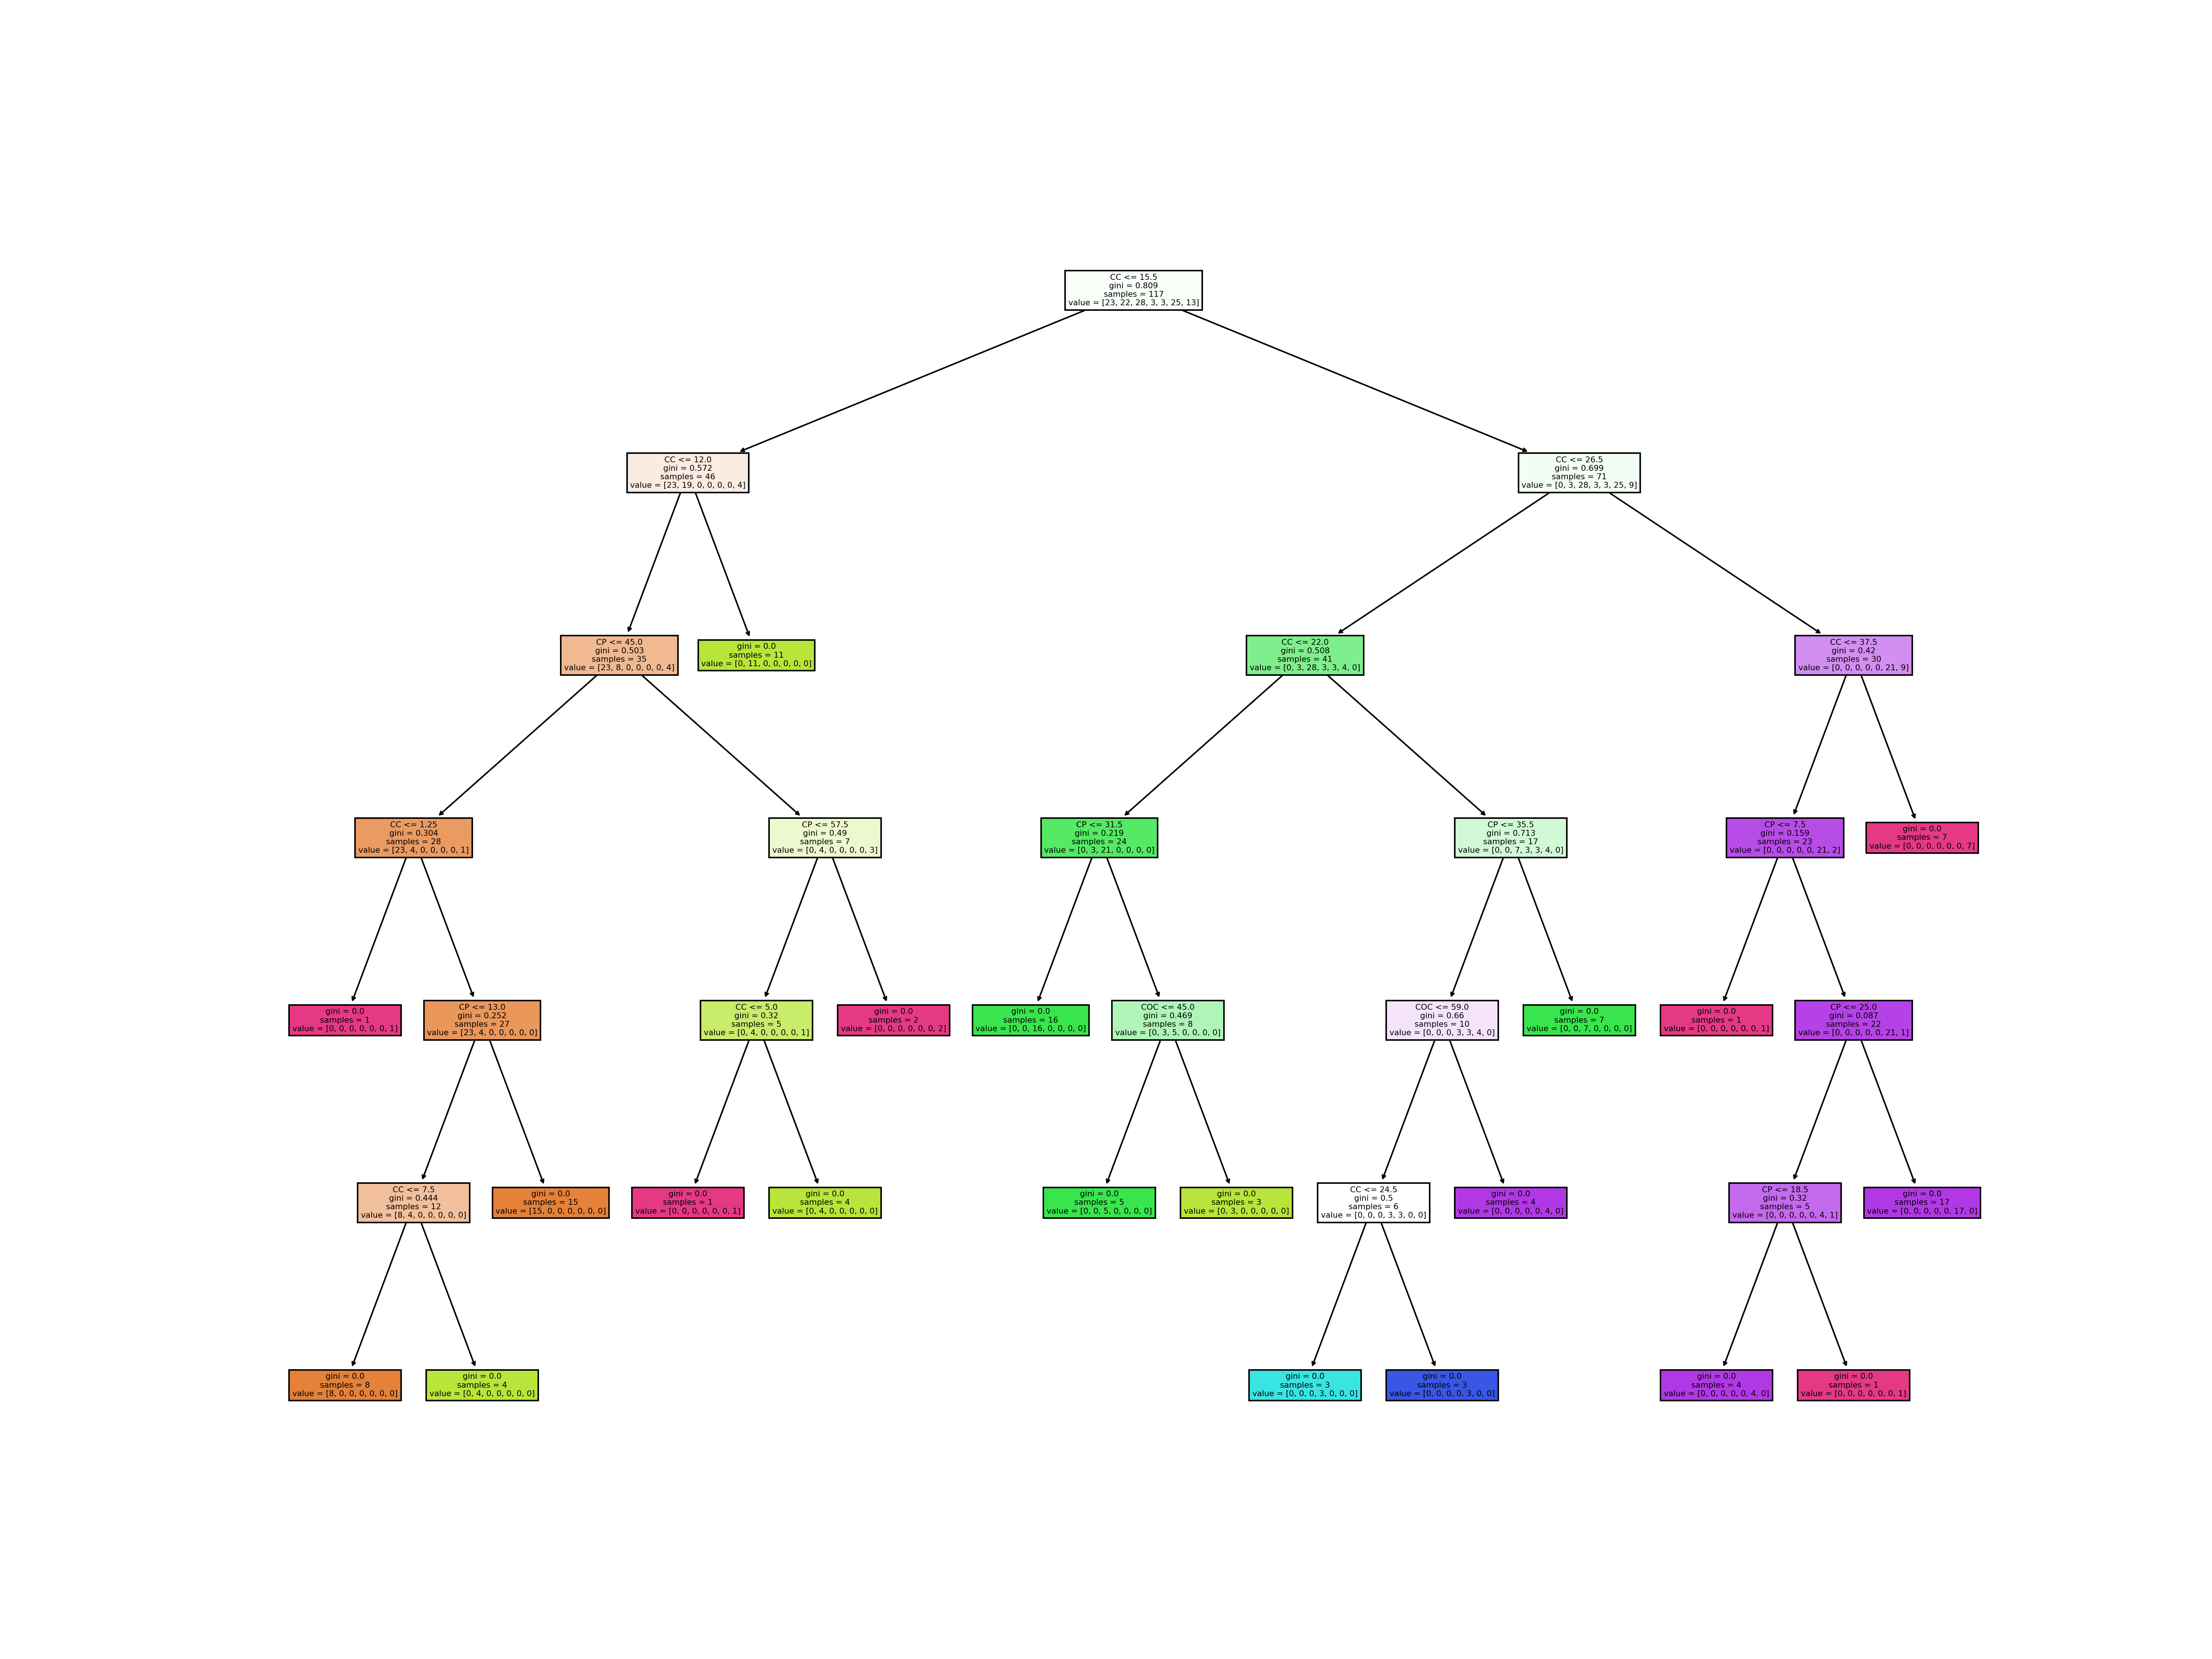 CC <= 15.5
gini = 0.809
samples = 117
value = [23, 22, 28, 3, 3, 25, 13]
CC <= 12.0
gini = 0.572
samples = 46
value = [23, 19, 0, 0, 0, 0, 4]
CC <= 26.5
gini = 0.699
samples = 71
value = [0, 3, 28, 3, 3, 25, 9]
CP <= 45.0
gini = 0.503
samples = 35
value = [23, 8, 0, 0, 0, 0, 4]
gini = 0.0
samples = 11
value = [0, 11, 0, 0, 0, 0, 0]
CC <= 22.0
gini = 0.508
samples = 41
value = [0, 3, 28, 3, 3, 4, 0]
CC <= 37.5
gini = 0.42
samples = 30
value = [0, 0, 0, 0, 0, 21, 9]
CC <= 1.25
gini = 0.304
samples = 28
value = [23, 4, 0, 0, 0, 0, 1]
CP <= 57.5
gini = 0.49
samples = 7
value = [0, 4, 0, 0, 0, 0, 3]
CP <= 31.5
gini = 0.219
samples = 24
value = [0, 3, 21, 0, 0, 0, 0]
CP <= 35.5
gini = 0.713
samples = 17
value = [0, 0, 7, 3, 3, 4, 0]
CP <= 7.5
gini = 0.159
samples = 23
value = [0, 0, 0, 0, 0, 21, 2]
gini = 0.0
samples = 7
value = [0, 0, 0, 0, 0, 0, 7]
gini = 0.0
samples = 1
value = [0, 0, 0, 0, 0, 0, 1]
CP <= 13.0
gini = 0.252
samples = 27
value = [23, 4, 0, 0, 0, 0, 0]
CC <= 5.0
gini = 0.32
samples = 5
value = [0, 4, 0, 0, 0, 0, 1]
gini = 0.0
samples = 2
value = [0, 0, 0, 0, 0, 0, 2]
gini = 0.0
samples = 16
value = [0, 0, 16, 0, 0, 0, 0]
COC <= 45.0
gini = 0.469
samples = 8
value = [0, 3, 5, 0, 0, 0, 0]
COC <= 59.0
gini = 0.66
samples = 10
value = [0, 0, 0, 3, 3, 4, 0]
gini = 0.0
samples = 7
value = [0, 0, 7, 0, 0, 0, 0]
gini = 0.0
samples = 1
value = [0, 0, 0, 0, 0, 0, 1]
CP <= 25.0
gini = 0.087
samples = 22
value = [0, 0, 0, 0, 0, 21, 1]
CC <= 7.5
gini = 0.444
samples = 12
value = [8, 4, 0, 0, 0, 0, 0]
gini = 0.0
samples = 15
value = [15, 0, 0, 0, 0, 0, 0]
gini = 0.0
samples = 1
value = [0, 0, 0, 0, 0, 0, 1]
gini = 0.0
samples = 4
value = [0, 4, 0, 0, 0, 0, 0]
gini = 0.0
samples = 5
value = [0, 0, 5, 0, 0, 0, 0]
gini = 0.0
samples = 3
value = [0, 3, 0, 0, 0, 0, 0]
CC <= 24.5
gini = 0.5
samples = 6
value = [0, 0, 0, 3, 3, 0, 0]
gini = 0.0
samples = 4
value = [0, 0, 0, 0, 0, 4, 0]
CP <= 18.5
gini = 0.32
samples = 5
value = [0, 0, 0, 0, 0, 4, 1]
gini = 0.0
samples = 17
value = [0, 0, 0, 0, 0, 17, 0]
gini = 0.0
samples = 8
value = [8, 0, 0, 0, 0, 0, 0]
gini = 0.0
samples = 4
value = [0, 4, 0, 0, 0, 0, 0]
gini = 0.0
samples = 3
value = [0, 0, 0, 3, 0, 0, 0]
gini = 0.0
samples = 3
value = [0, 0, 0, 0, 3, 0, 0]
gini = 0.0
samples = 4
value = [0, 0, 0, 0, 0, 4, 0]
gini = 0.0
samples = 1
value = [0, 0, 0, 0, 0, 0, 1]